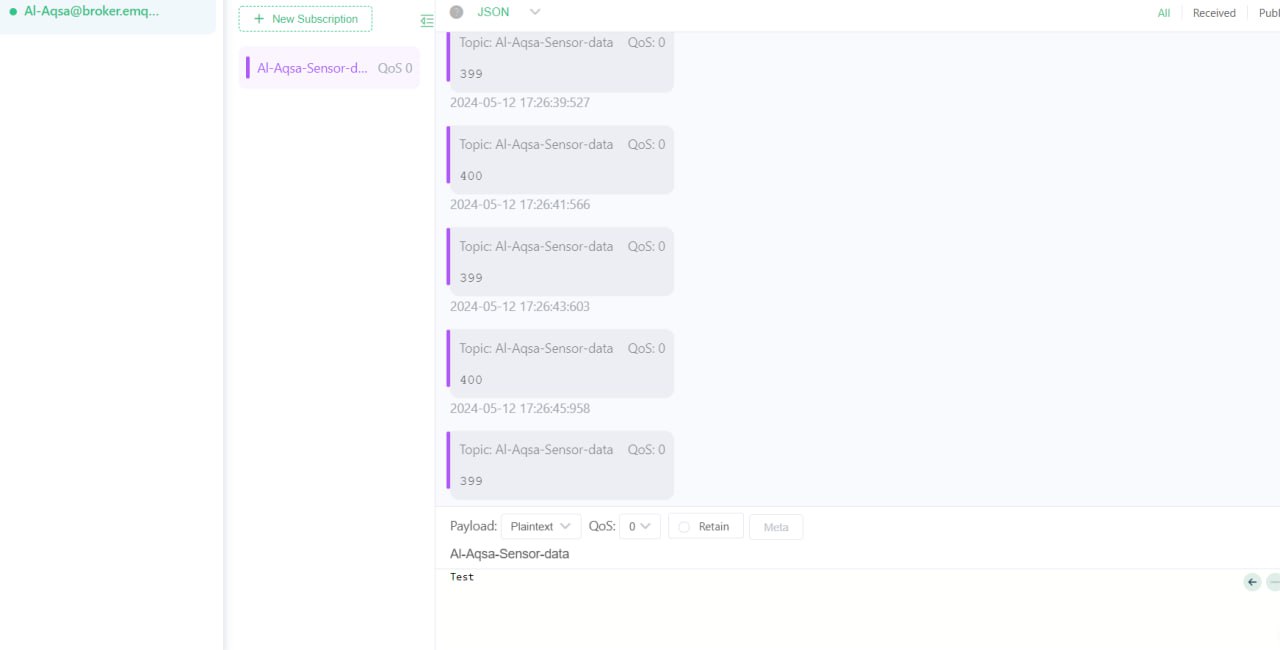 Al-Aqsa@broker.emq...
+ New Subscription
Al-Aqsa-Sensor-d... QoS 0
JSON
All Received Publ
Topic: Al-Aqsa-Sensor-data QoS: 0
399
2024-05-12 17:26:39:527
Topic: Al-Aqsa-Sensor-data QoS: 0
400
2024-05-12 17:26:41:566
Topic: Al-Aqsa-Sensor-data QoS: 0
399
2024-05-12 17:26:43:603
Topic: Al-Aqsa-Sensor-data QoS: 0
400
2024-05-12 17:26:45:958
Topic: Al-Aqsa-Sensor-data QoS: 0
399
Payload: Plaintext QoS: 0 Retain Meta
Al-Aqsa-Sensor-data
Test